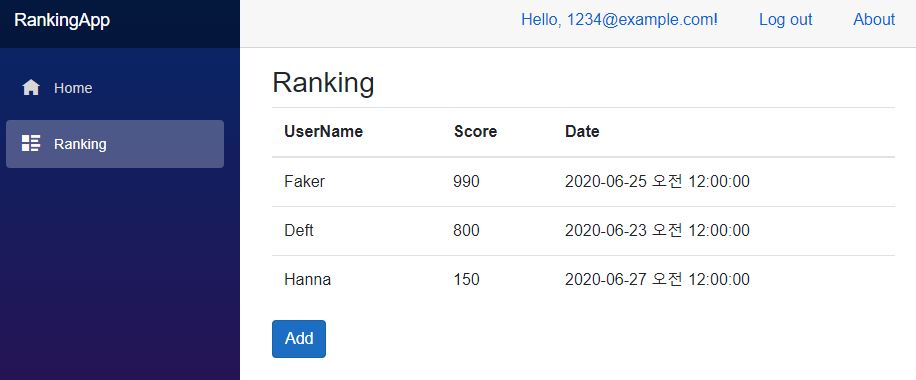 RankingApp
Hello, 1234@example.com! Log out About
Home
Ranking
Ranking
UserName Score Date
Faker 990 2020-06-25 오전 12:00:00
Deft 800 2020-06-23 오전 12:00:00
Hanna 150 2020-06-27 오전 12:00:00
Add